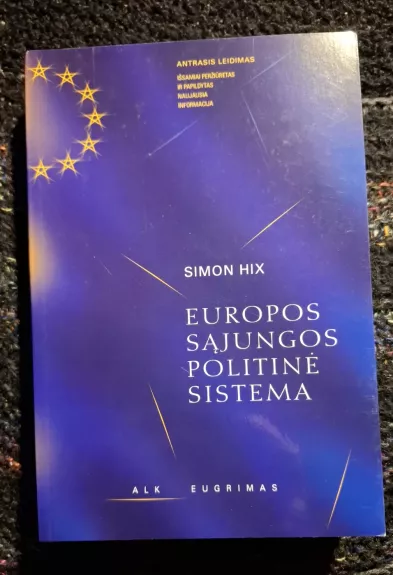 ANTRASIS LEIDIMAS
IŠSAMIAI PERŽIŪRĖTAS
IR PAPILDYTAS
NAUJAUSIA
INFORMACIJA
SIMON HIX
EUROPOS
SĄJUNGOS
POLITINĖ
SISTEMA
ALK EUGRIMAS